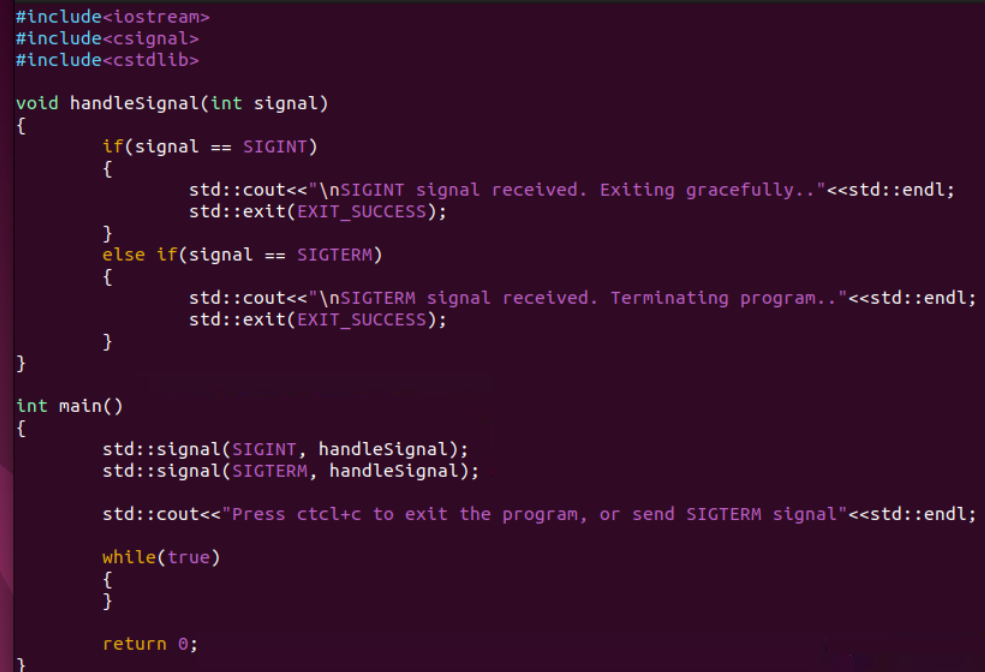 #include<iostream>
#include<csignal>
#include<cstdlib>

void handleSignal(int signal)
{
        if(signal == SIGINT)
        {
                std::cout<<"\nSIGINT signal received. Exiting gracefully.."<<std::endl;
                std::exit(EXIT_SUCCESS);
        }
        else if(signal == SIGTERM)
        {
                std::cout<<"\nSIGTERM signal received. Terminating program.."<<std::endl;
                std::exit(EXIT_SUCCESS);
        }
}

int main()
{
        std::signal(SIGINT, handleSignal);
        std::signal(SIGTERM, handleSignal);

        std::cout<<"Press ctcl+c to exit the program, or send SIGTERM signal"<<std::endl;

        while(true)
        {
        }

        return 0;
}